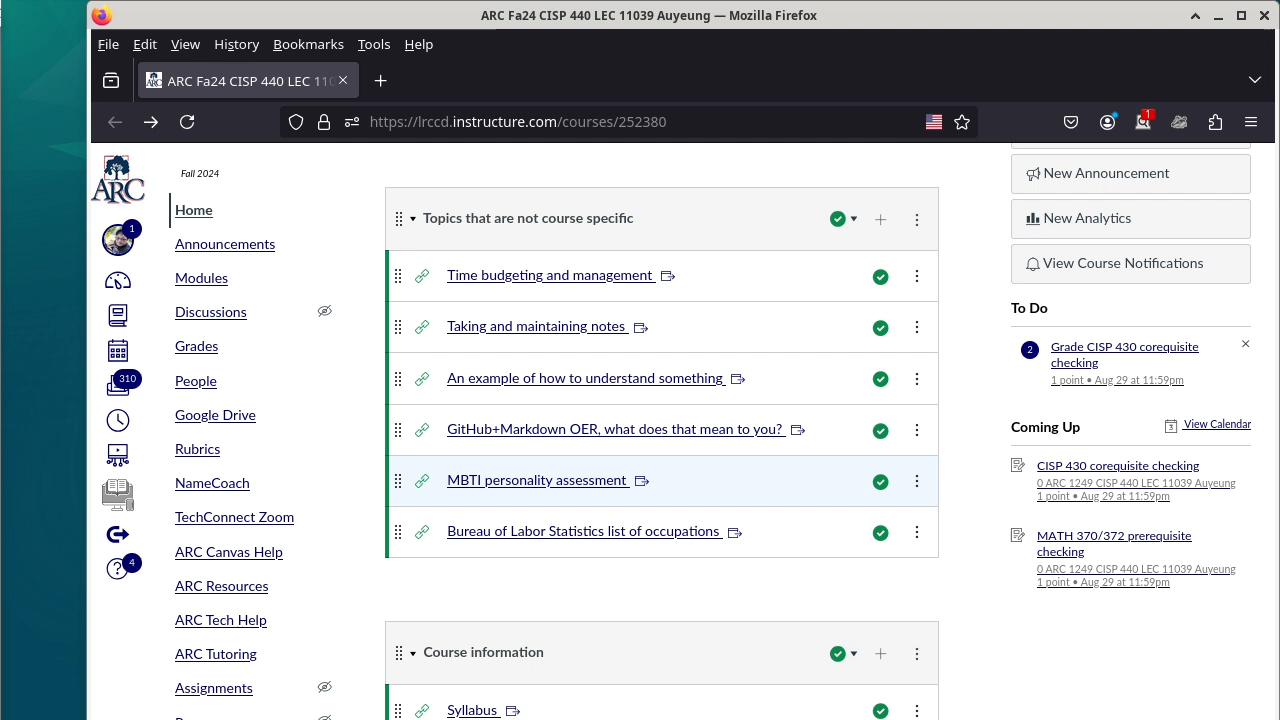 ARC Fa24 CISP 440 LEC 11039 Auyeung — Mozilla Firefox
File Edit View History Bookmarks Tools Help
ARC Fa24 CISP 440 LEC 110
https://lrccd.instructure.com/courses/252380
1
ARC
1
310
4
Fall 2024
Home
Announcements
Modules
Discussions
Grades
People
Google Drive
Rubrics
NameCoach
TechConnect Zoom
ARC Canvas Help
ARC Resources
ARC Tech Help
ARC Tutoring
Assignments
Topics that are not course specific
Time budgeting and management
Taking and maintaining notes
An example of how to understand something
GitHub+Markdown OER, what does that mean to you?
MBTI personality assessment
Bureau of Labor Statistics list of occupations
Course information
Syllabus
New Announcement
New Analytics
View Course Notifications
To Do
2
Grade CISP 430 corequisite
checking
1 point • Aug 29 at 11:59pm
Coming Up
View Calendar
CISP 430 corequisite checking
0 ARC 1249 CISP 440 LEC 11039 Auyeung
1 point • Aug 29 at 11:59pm
MATH 370/372 prerequisite
checking
0 ARC 1249 CISP 440 LEC 11039 Auyeung
1 point • Aug 29 at 11:59pm